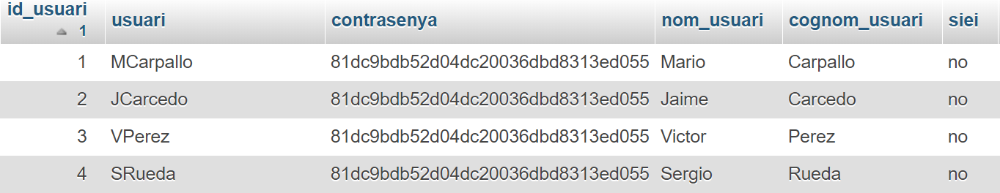 id_usuari 1 usuari contrasenya nom_usuari cognom_usuari siei
1 MCarpallo 81dc9bdb52d04dc20036dbd8313ed055 Mario Carpallo no
2 JCarcedo 81dc9bdb52d04dc20036dbd8313ed055 Jaime Carcedo no
3 VPerez 81dc9bdb52d04dc20036dbd8313ed055 Victor Perez no
4 SRueda 81dc9bdb52d04dc20036dbd8313ed055 Sergio Rueda no